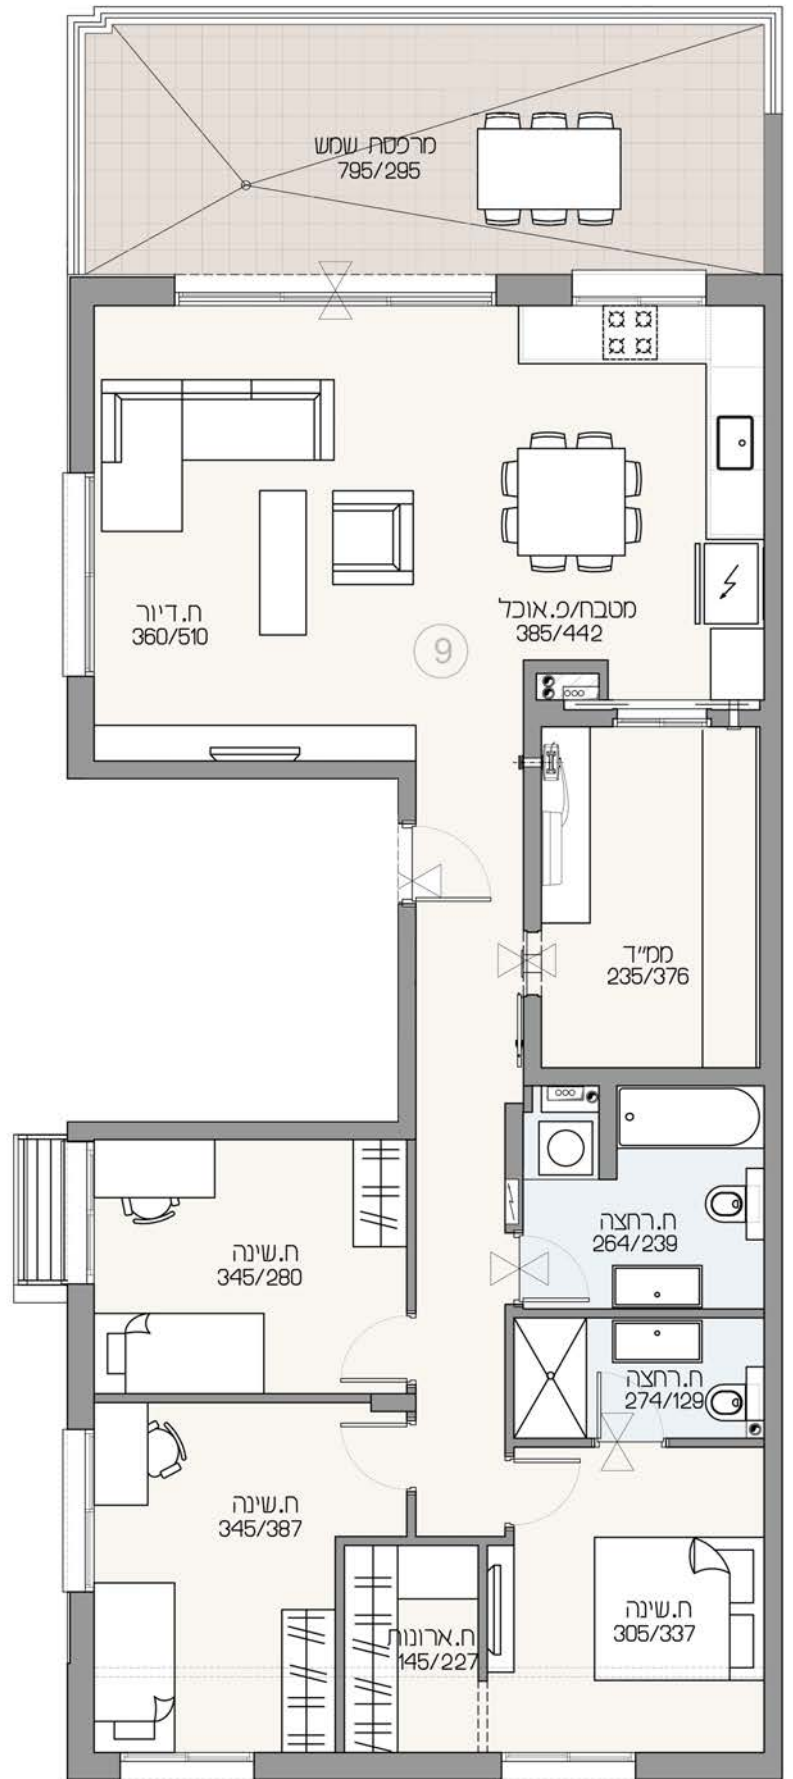 מרפסת שמש
795/295
ח.דיור
360/510
מטבח/פ.אוכל
385/442
9
ממ"ד
235/376
ח.רחצה
264/239
ח.שינה
345/280
ח.רחצה
274/129
ח.שינה
345/387
ח.שינה
305/337
ח.ארונות
145/227